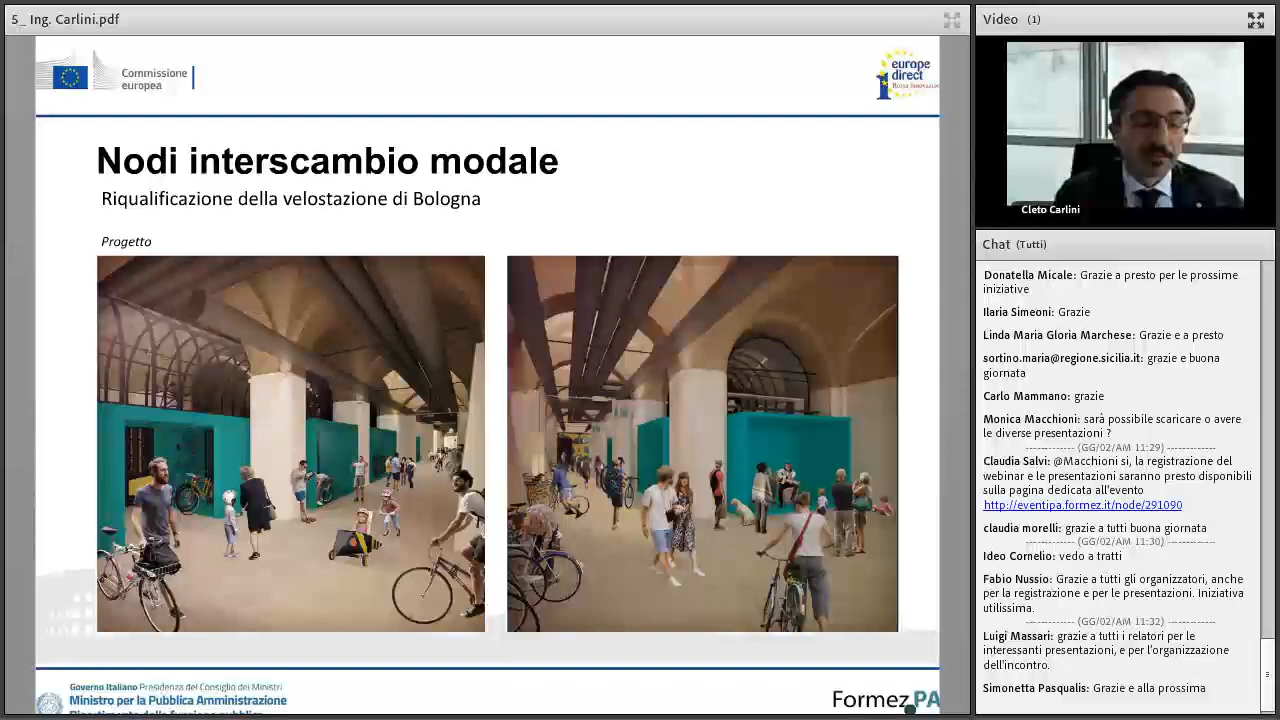 5_ Ing. Carlini.pdf
Commissione
europea
europe
direct
Roma Innovazione
Nodi interscambio modale
Riqualificazione della velostazione di Bologna
Progetto
Governo Italiano Presidenza del Consiglio dei Ministri
Ministro per la Pubblica Amministrazione
Dipartimento della funzione pubblica
Formez PA
Video (1)
Cleto Carlini
Chat (Tutti)
Donatella Micale: Grazie a presto per le prossime
iniziative
Ilaria Simeoni: Grazie
Linda Maria Gloria Marchese: Grazie e a presto
sortino.maria@regione.sicilia.it: grazie e buona
giornata
Carlo Mammano: grazie
Monica Macchioni: sarà possibile scaricare o avere
le diverse presentazioni ?
------------- (GG/02/AM 11:29) -------------
Claudia Salvi: @Macchioni si, la registrazione del
webinar e le presentazioni saranno presto disponibili
sulla pagina dedicata all'evento
http://eventipa.formez.it/node/291090
claudia morelli: grazie a tutti buona giornata
------------- (GG/02/AM 11:30) -------------
Ideo Cornelio: vedo a tratti
Fabio Nussio: Grazie a tutti gli organizzatori, anche
per la registrazione e per le presentazioni. Iniziativa
utilissima.
------------- (GG/02/AM 11:32) -------------
Luigi Massari: grazie a tutti i relatori per le
interessanti presentazioni, e per l'organizzazione
dell'incontro.
Simonetta Pasqualis: Grazie e alla prossima